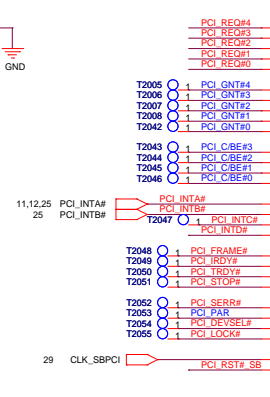 PCI_REQ#4
PCI_REQ#3
PCI_REQ#2
PCI_REQ#1
PCI_REQ#0
GND
T2005 1 PCI_GNT#4
T2006 1 PCI_GNT#3
T2007 1 PCI_GNT#2
T2008 1 PCI_GNT#1
T2042 1 PCI_GNT#0
T2043 1 PCI_C/BE#3
T2044 1 PCI_C/BE#2
T2045 1 PCI_C/BE#1
T2046 1 PCI_C/BE#0
11,12,25 PCI_INTA# PCI_INTA#
25 PCI_INTB# PCI_INTB#
T2047 1 PCI_INTC#
PCI_INTD#
T2048 1 PCI_FRAME#
T2049 1 PCI_IRDY#
T2050 1 PCI_TRDY#
T2051 1 PCI_STOP#
T2052 1 PCI_SERR#
T2053 1 PCI_PAR
T2054 1 PCI_DEVSEL#
T2055 1 PCI_LOCK#
29 CLK_SBPCI
PCI_RST#_SB